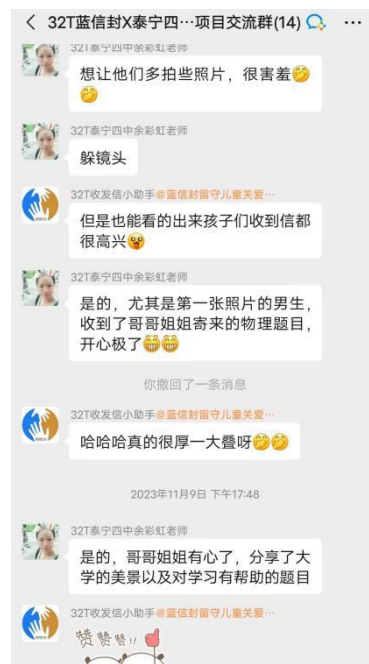 32T蓝信封X泰宁四…项目交流群(14)
32T泰宁四中余彩虹老师
想让他们多拍些照片，很害羞🤣
🤣
32T泰宁四中余彩虹老师
躲镜头
32T收发信小助手@蓝信封留守儿童关爱…
但是也能看的出来孩子们收到信都
很高兴😲
32T泰宁四中余彩虹老师
是的，尤其是第一张照片的男生，
收到了哥哥姐姐寄来的物理题目，
开心极了😁😁
你撤回了一条消息
32T收发信小助手@蓝信封留守儿童关爱…
哈哈哈真的很厚一大叠呀🤣🤣
2023年11月9日 下午17:48
32T泰宁四中余彩虹老师
是的，哥哥姐姐有心了，分享了大
学的美景以及对学习有帮助的题目
32T收发信小助手@蓝信封留守儿童关爱…
赞赞赞!!